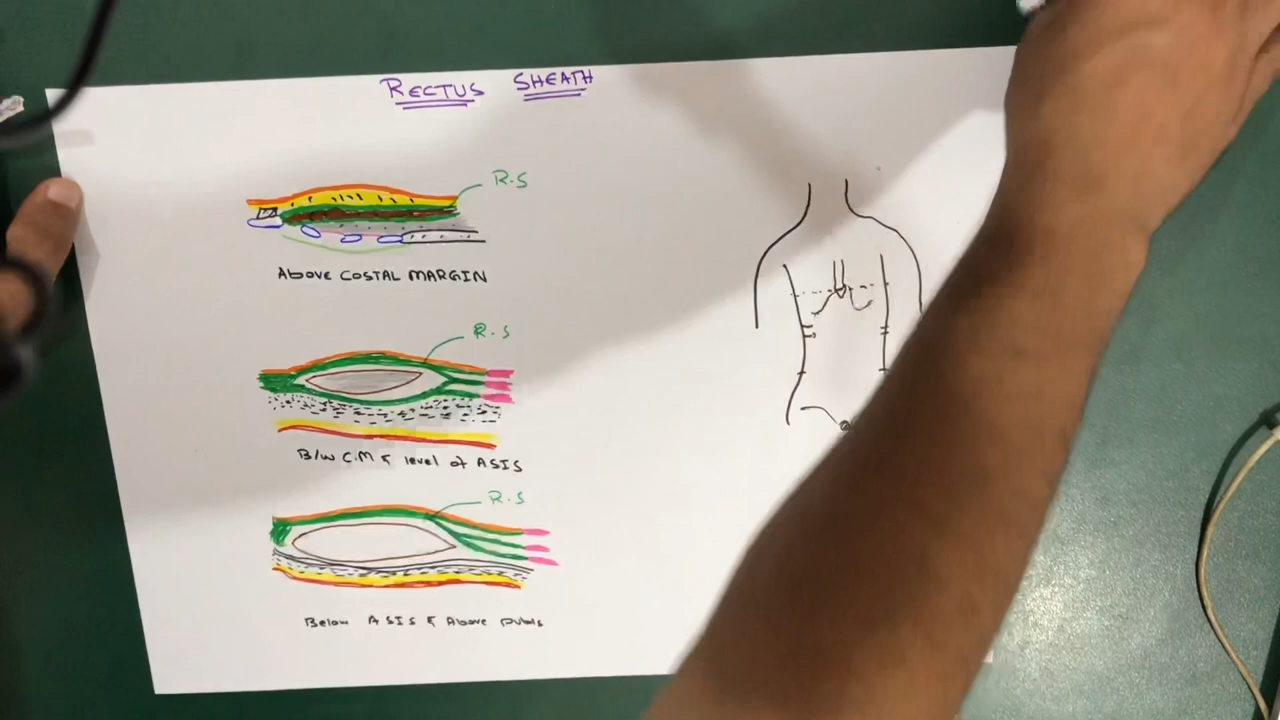 RECTUS SHEATH
R.S
Above COSTAL MARGIN
R.S
B/w C.M & level of ASIS
R.S
Below ASIS & Above pubis